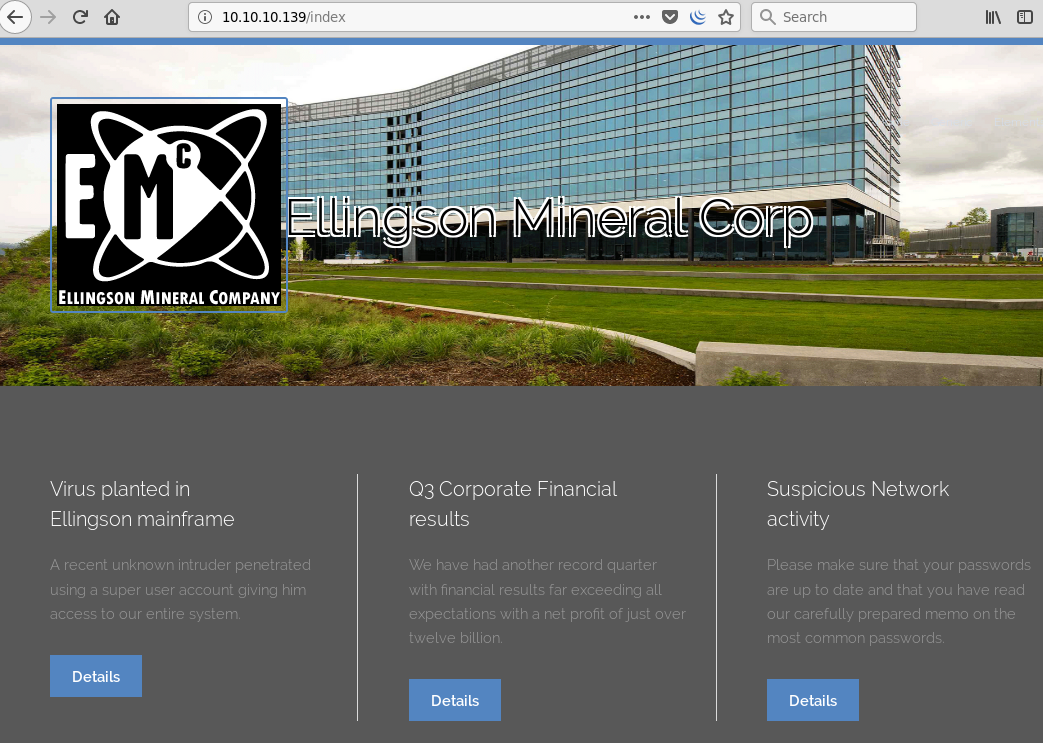 10.10.10.139/index
Search
EMC
ELLINGSON MINERAL COMPANY
Ellingson Mineral Corp
Virus planted in
Ellingson mainframe
A recent unknown intruder penetrated
using a super user account giving him
access to our entire system.
Details
Q3 Corporate Financial
results
We have had another record quarter
with financial results far exceeding all
expectations with a net profit of just over
twelve billion.
Details
Suspicious Network
activity
Please make sure that your passwords
are up to date and that you have read
our carefully prepared memo on the
most common passwords.
Details